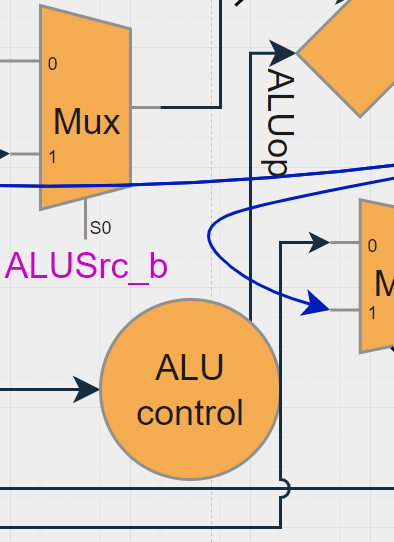 0
Mux
1
S0
ALUSrc_b
ALUop
0
M
1
ALU
control